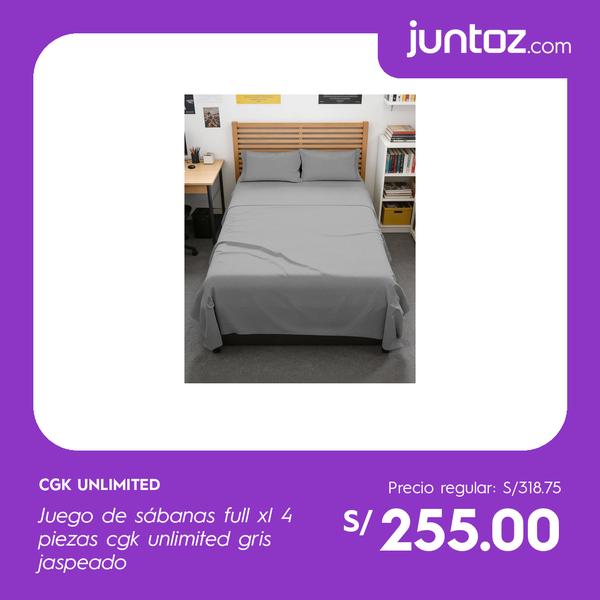 juntoz.com
CGK UNLIMITED
Juego de sábanas full xl 4
piezas cgk unlimited gris
jaspeado
Precio regular: S/318.75
S/ 255.00